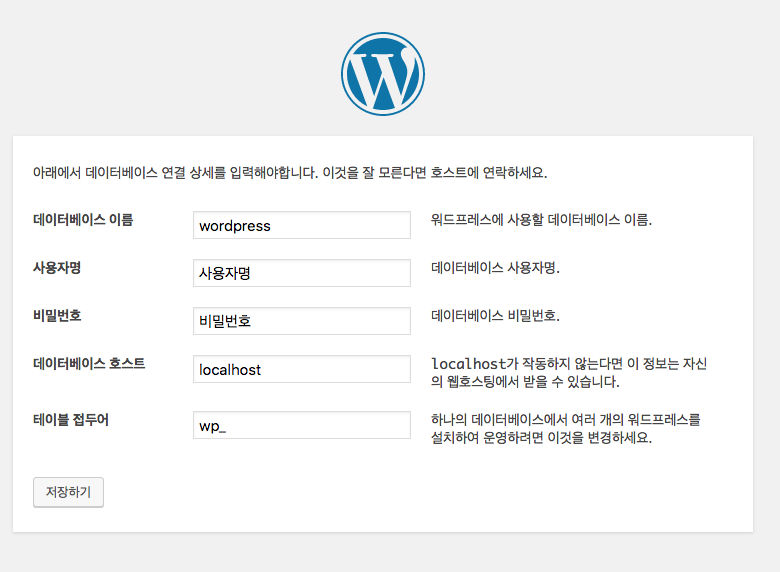 아래에서 데이터베이스 연결 상세를 입력해야합니다. 이것을 잘 모른다면 호스트에 연락하세요.
데이터베이스 이름
wordpress
워드프레스에 사용할 데이터베이스 이름.
사용자명
사용자명
데이터베이스 사용자명.
비밀번호
비밀번호
데이터베이스 비밀번호.
데이터베이스 호스트
localhost
localhost가 작동하지 않는다면 이 정보는 자신
의 웹호스팅에서 받을 수 있습니다.
테이블 접두어
wp_
하나의 데이터베이스에서 여러 개의 워드프레스를
설치하여 운영하려면 이것을 변경하세요.
저장하기